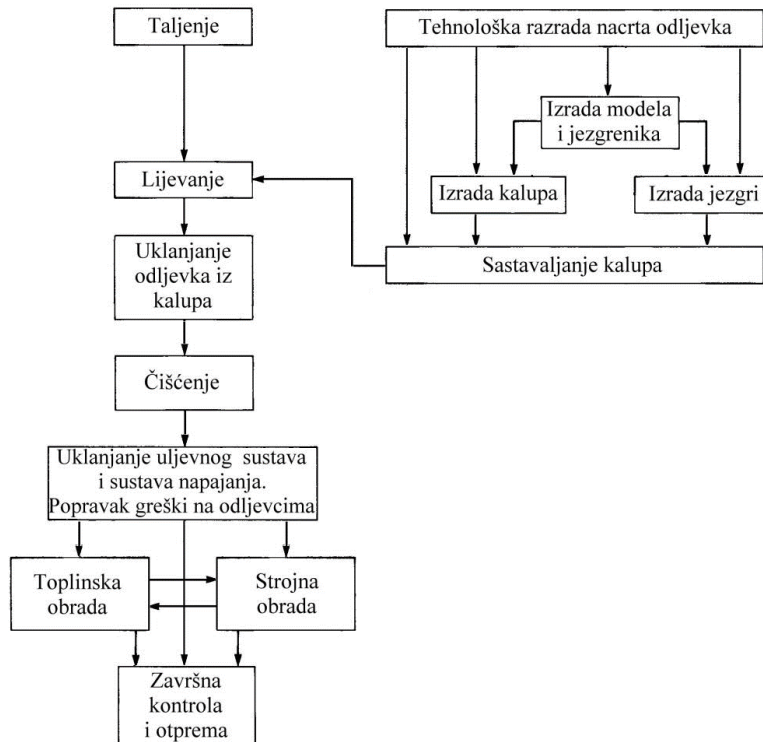 Taljenje
Tehnološka razrada nacrta odljevka
Izrada modela
i jezgrenika
Lijevanje
Izrada kalupa
Izrada jezgri
Uklanjanje
odljevka iz
kalupa
Sastavaljanje kalupa
Čišćenje
Uklanjanje uljevnog sustava
i sustava napajanja.
Popravak greški na odljevcima
Toplinska
obrada
Strojna
obrada
Završna
kontrola
i otprema